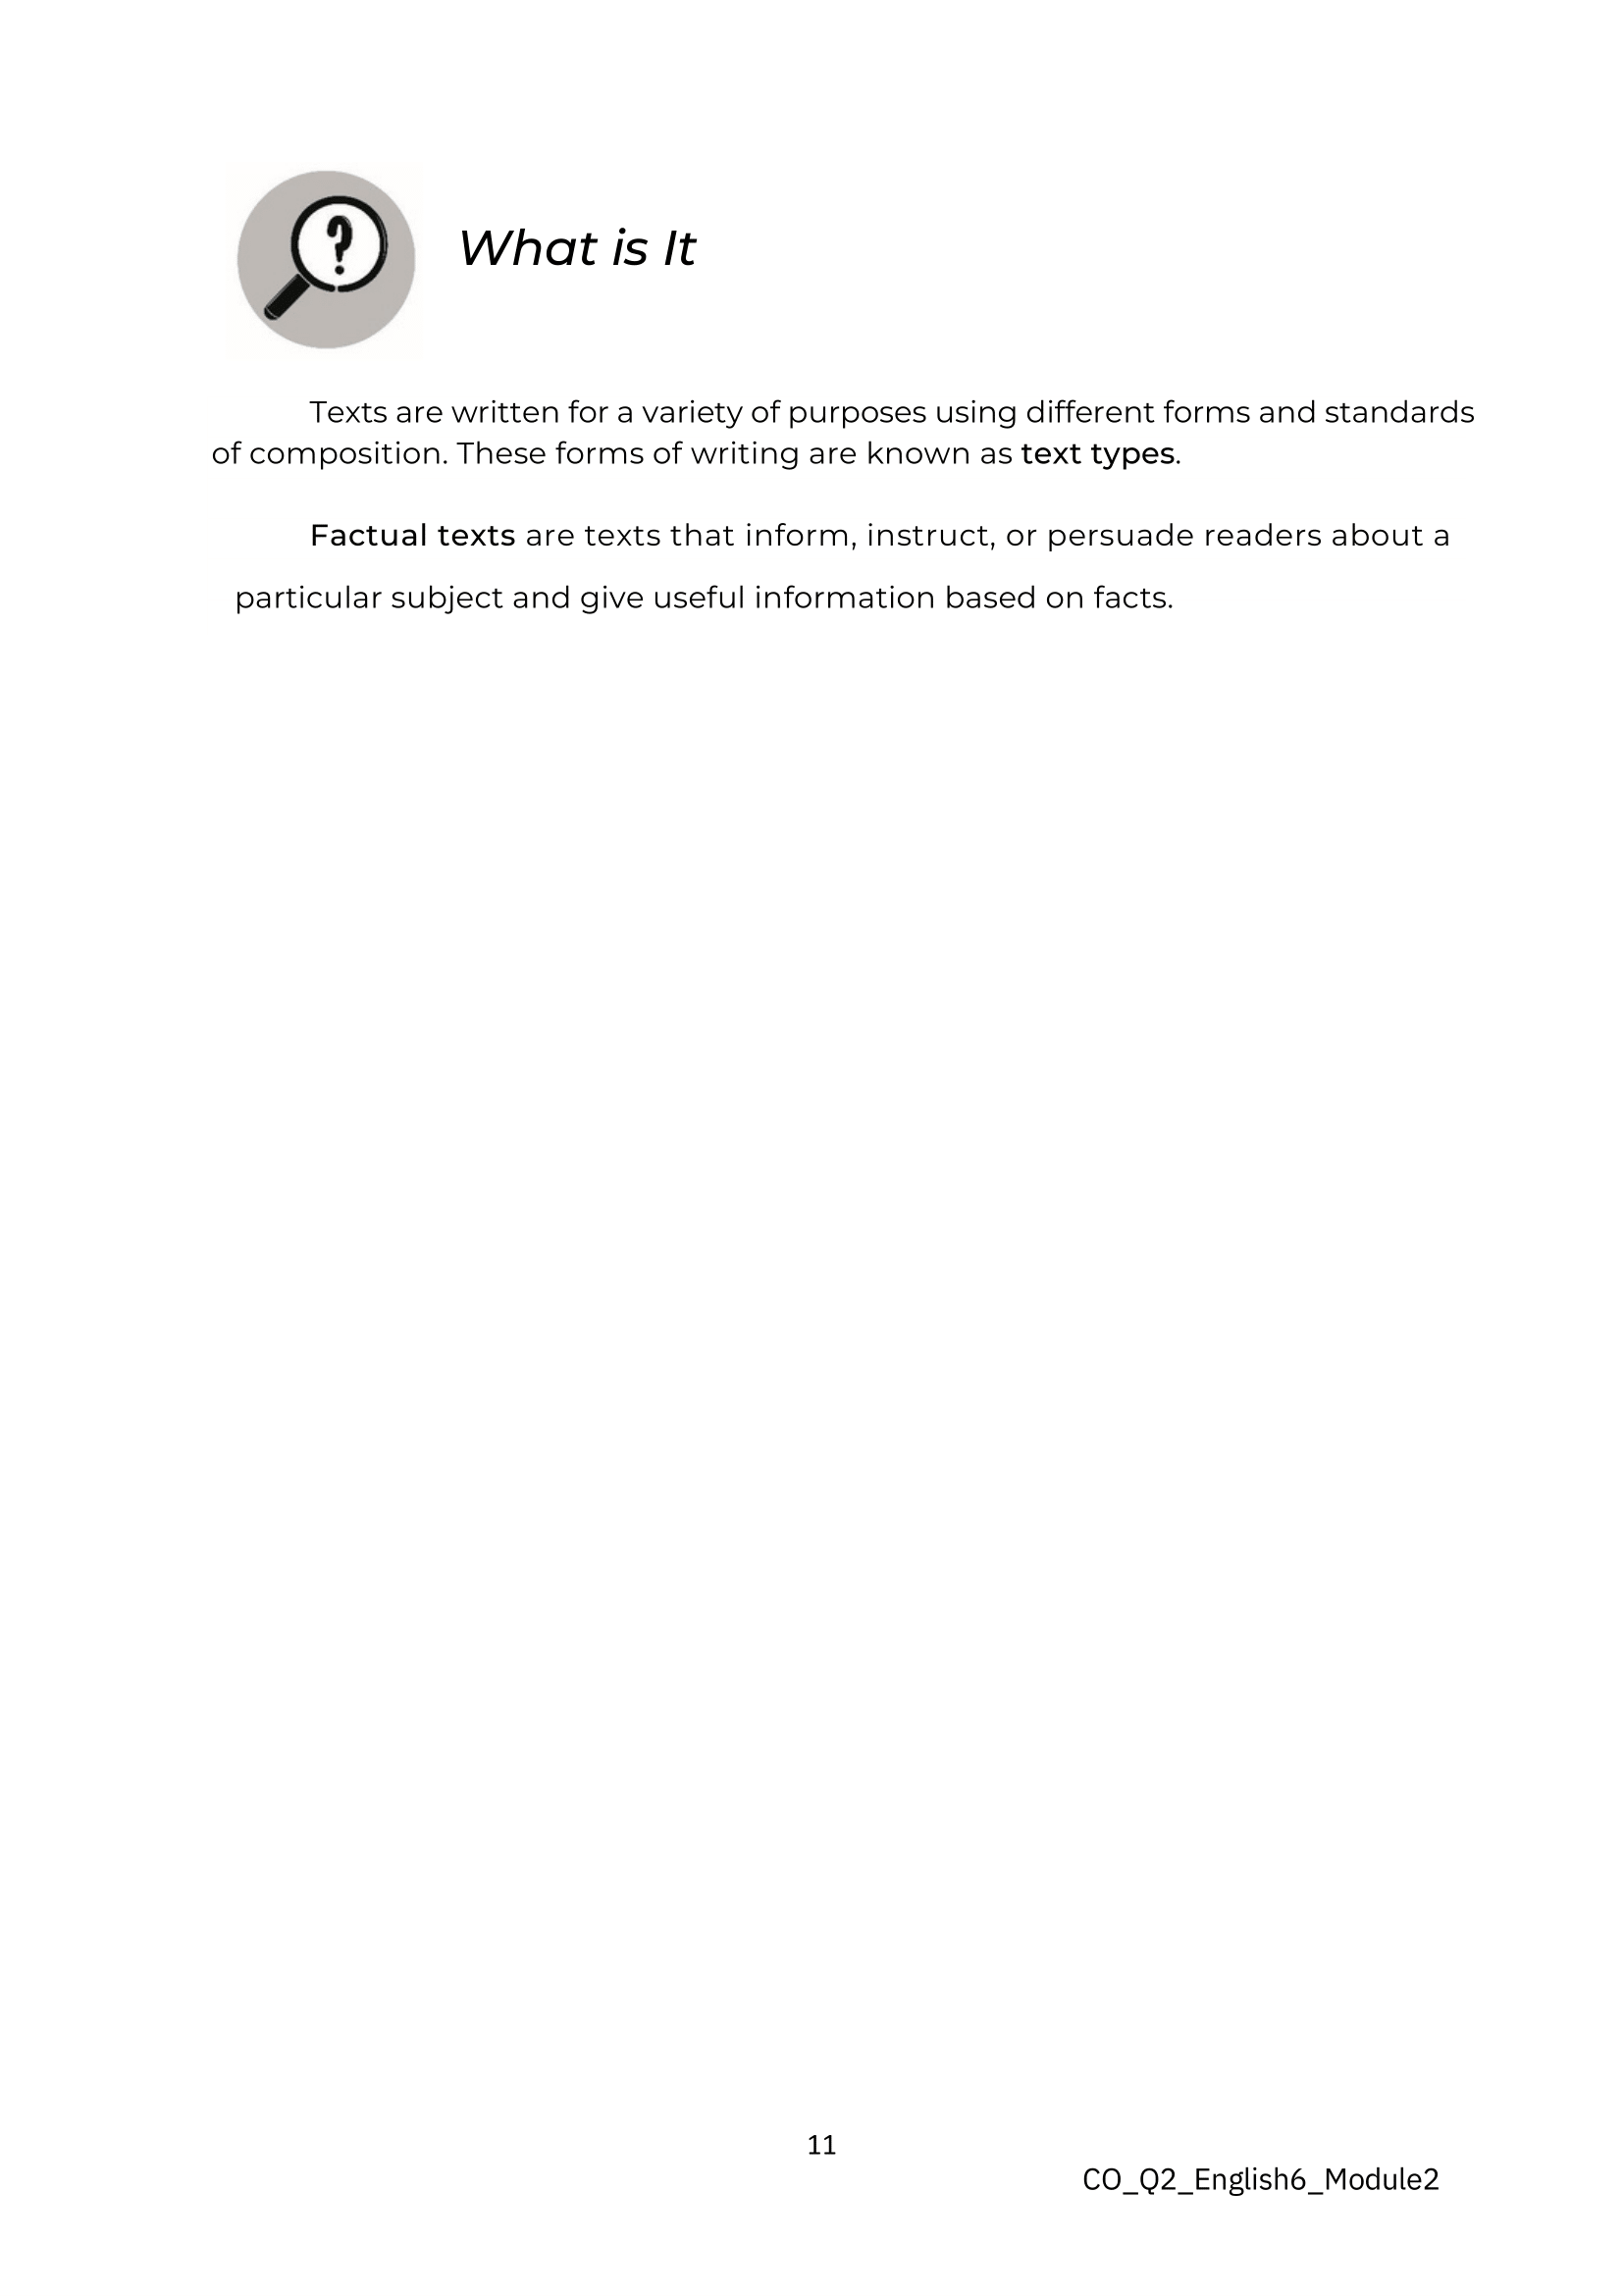 ?
What is It
Texts are written for a variety of purposes using different forms and standards
of composition. These forms of writing are known as text types.
Factual texts are texts that inform, instruct, or persuade readers about a
particular subject and give useful information based on facts.
11
CO_Q2_English6_Module2